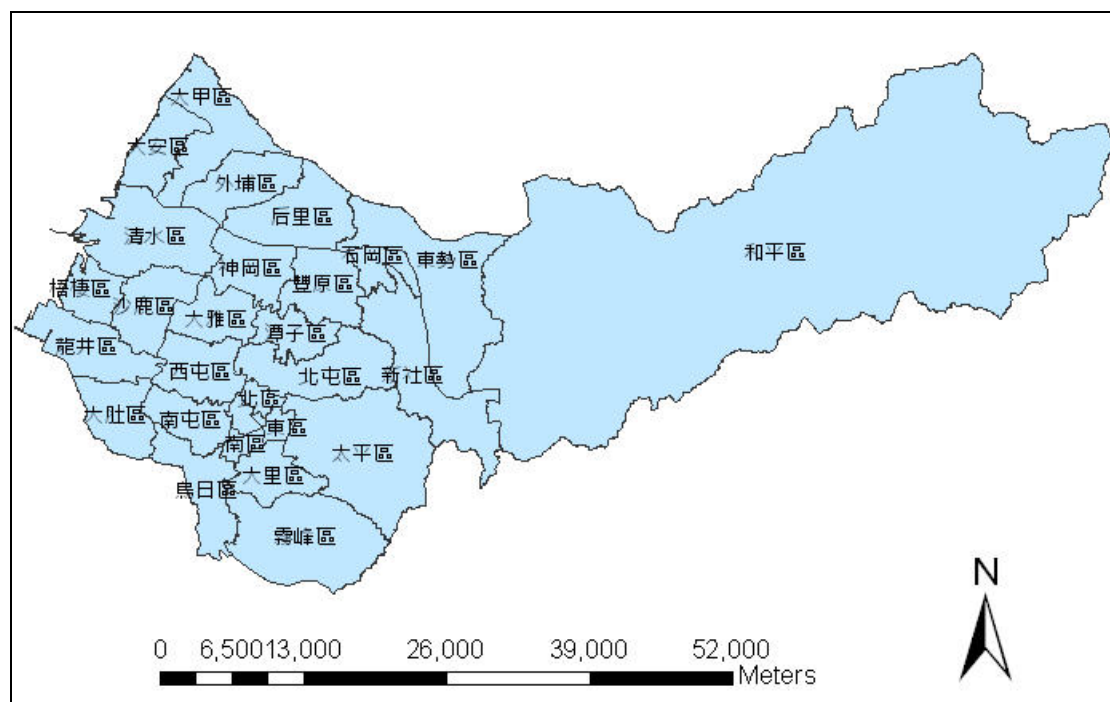 大甲區
大安區
外埔區
后里區
清水區
石岡區
東勢區
和平區
神岡區
豐原區
梧棲區
沙鹿區
大雅區
潭子區
龍井區
西屯區
北屯區
新社區
北區
大肚區
南屯區
東區
南區
太平區
大里區
烏日區
霧峰區
N
0 6,500 13,000 26,000 39,000 52,000
Meters